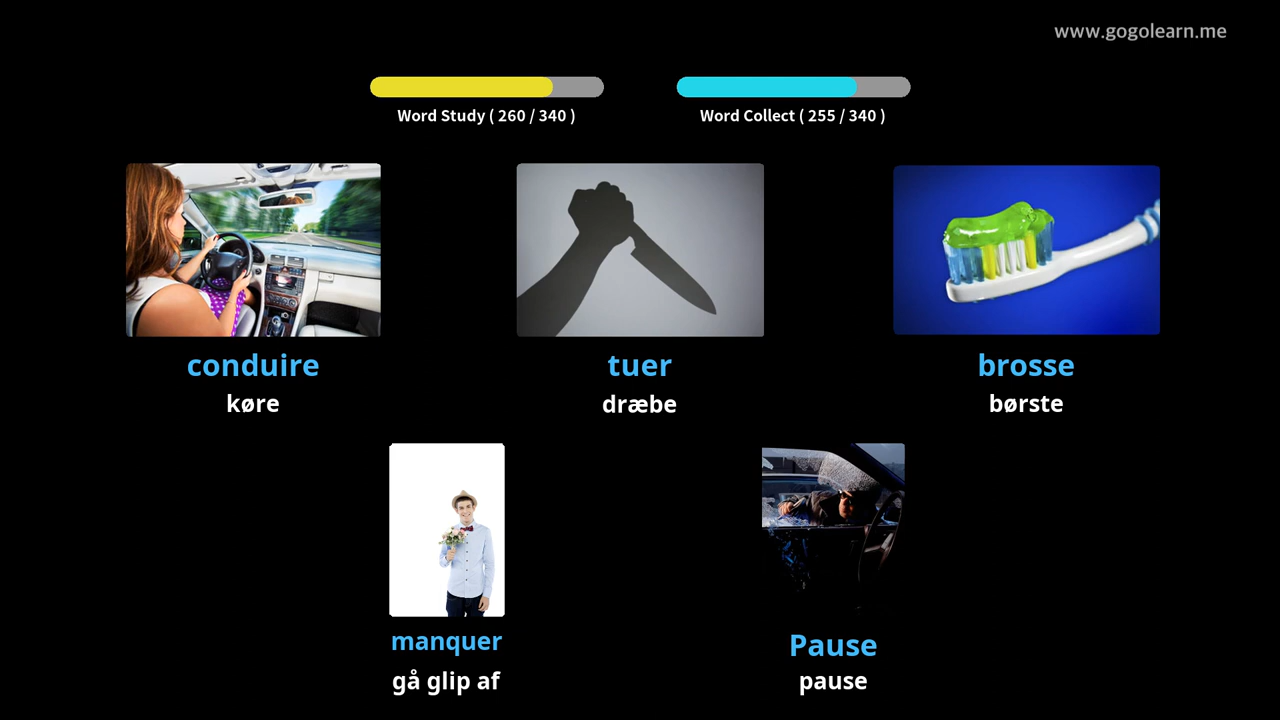 www.gogolearn.me
Word Study ( 260 / 340 )
Word Collect ( 255 / 340 )
conduire
køre
tuer
dræbe
brosse
børste
manquer
gå glip af
Pause
pause